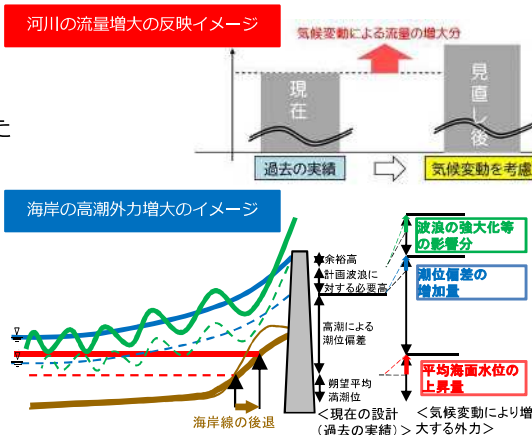 河川の流量増大の反映イメージ
気候変動による流量の増大分
現在
見直し後
過去の実績
気候変動を考慮
海岸の高潮外力増大のイメージ
余裕高
計画波浪に
対する必要高
高潮による
潮位偏差
朔望平均
満潮位
波浪の強大化等
の影響分
潮位偏差の
増加量
平均海面水位の
上昇量
海岸線の後退
＜現在の設計
（過去の実績）＞
＜気候変動により増
大する外力＞